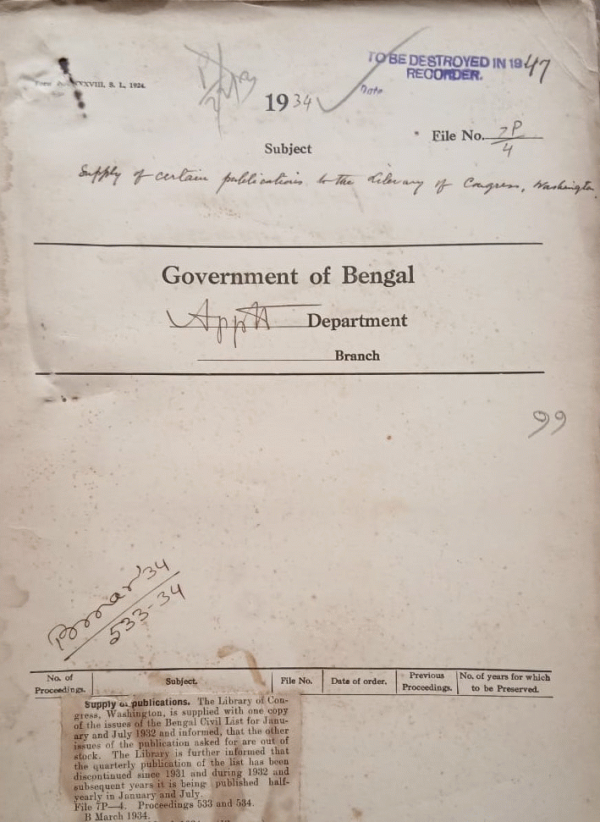 TO BE DESTROYED IN 1947
RECORDER.
Date
XXXVIII, S. L., 1924.
1934
File No. 7P/4
Subject
Supply of certain publications to the Library of Congress, Washington.
Government of Bengal
Apptt Department
Branch
99
B mar' 34
533-34
No. of Proceedings. Subject. File No. Date of order. Previous Proceedings. No. of years for which to be Preserved.
Supply of publications. The Library of Con-
gress, Washington, is supplied with one copy
of the issues of the Bengal Civil List for Janu-
ary and July 1932 and informed, that the other
issues of the publication asked for are out of
stock. The Library is further informed that
the quarterly publication of the list has been
discontinued since 1931 and during 1932 and
subsequent years it is being published half-
yearly in January and July.
File 7P—4. Proceedings 533 and 534.
B March 1934.